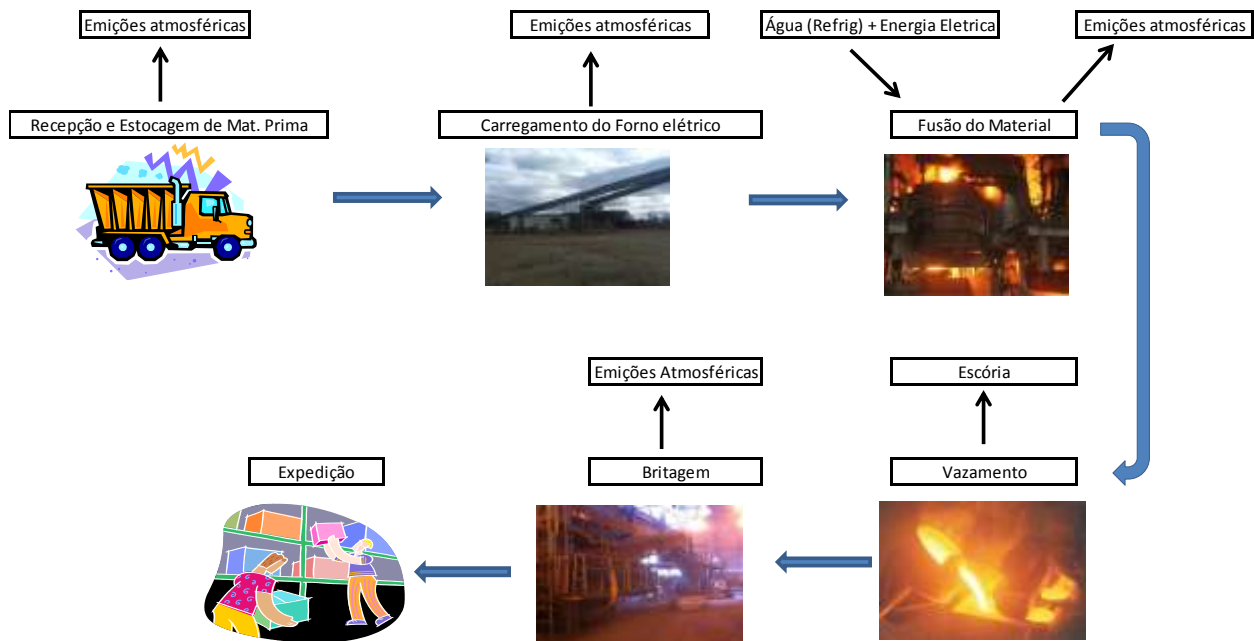 Emições atmosféricas
Emições atmosféricas
Água (Refrig) + Energia Eletrica
Emições atmosféricas
Recepção e Estocagem de Mat. Prima
Carregamento do Forno elétrico
Fusão do Material
Emições Atmosféricas
Escória
Expedição
Britagem
Vazamento